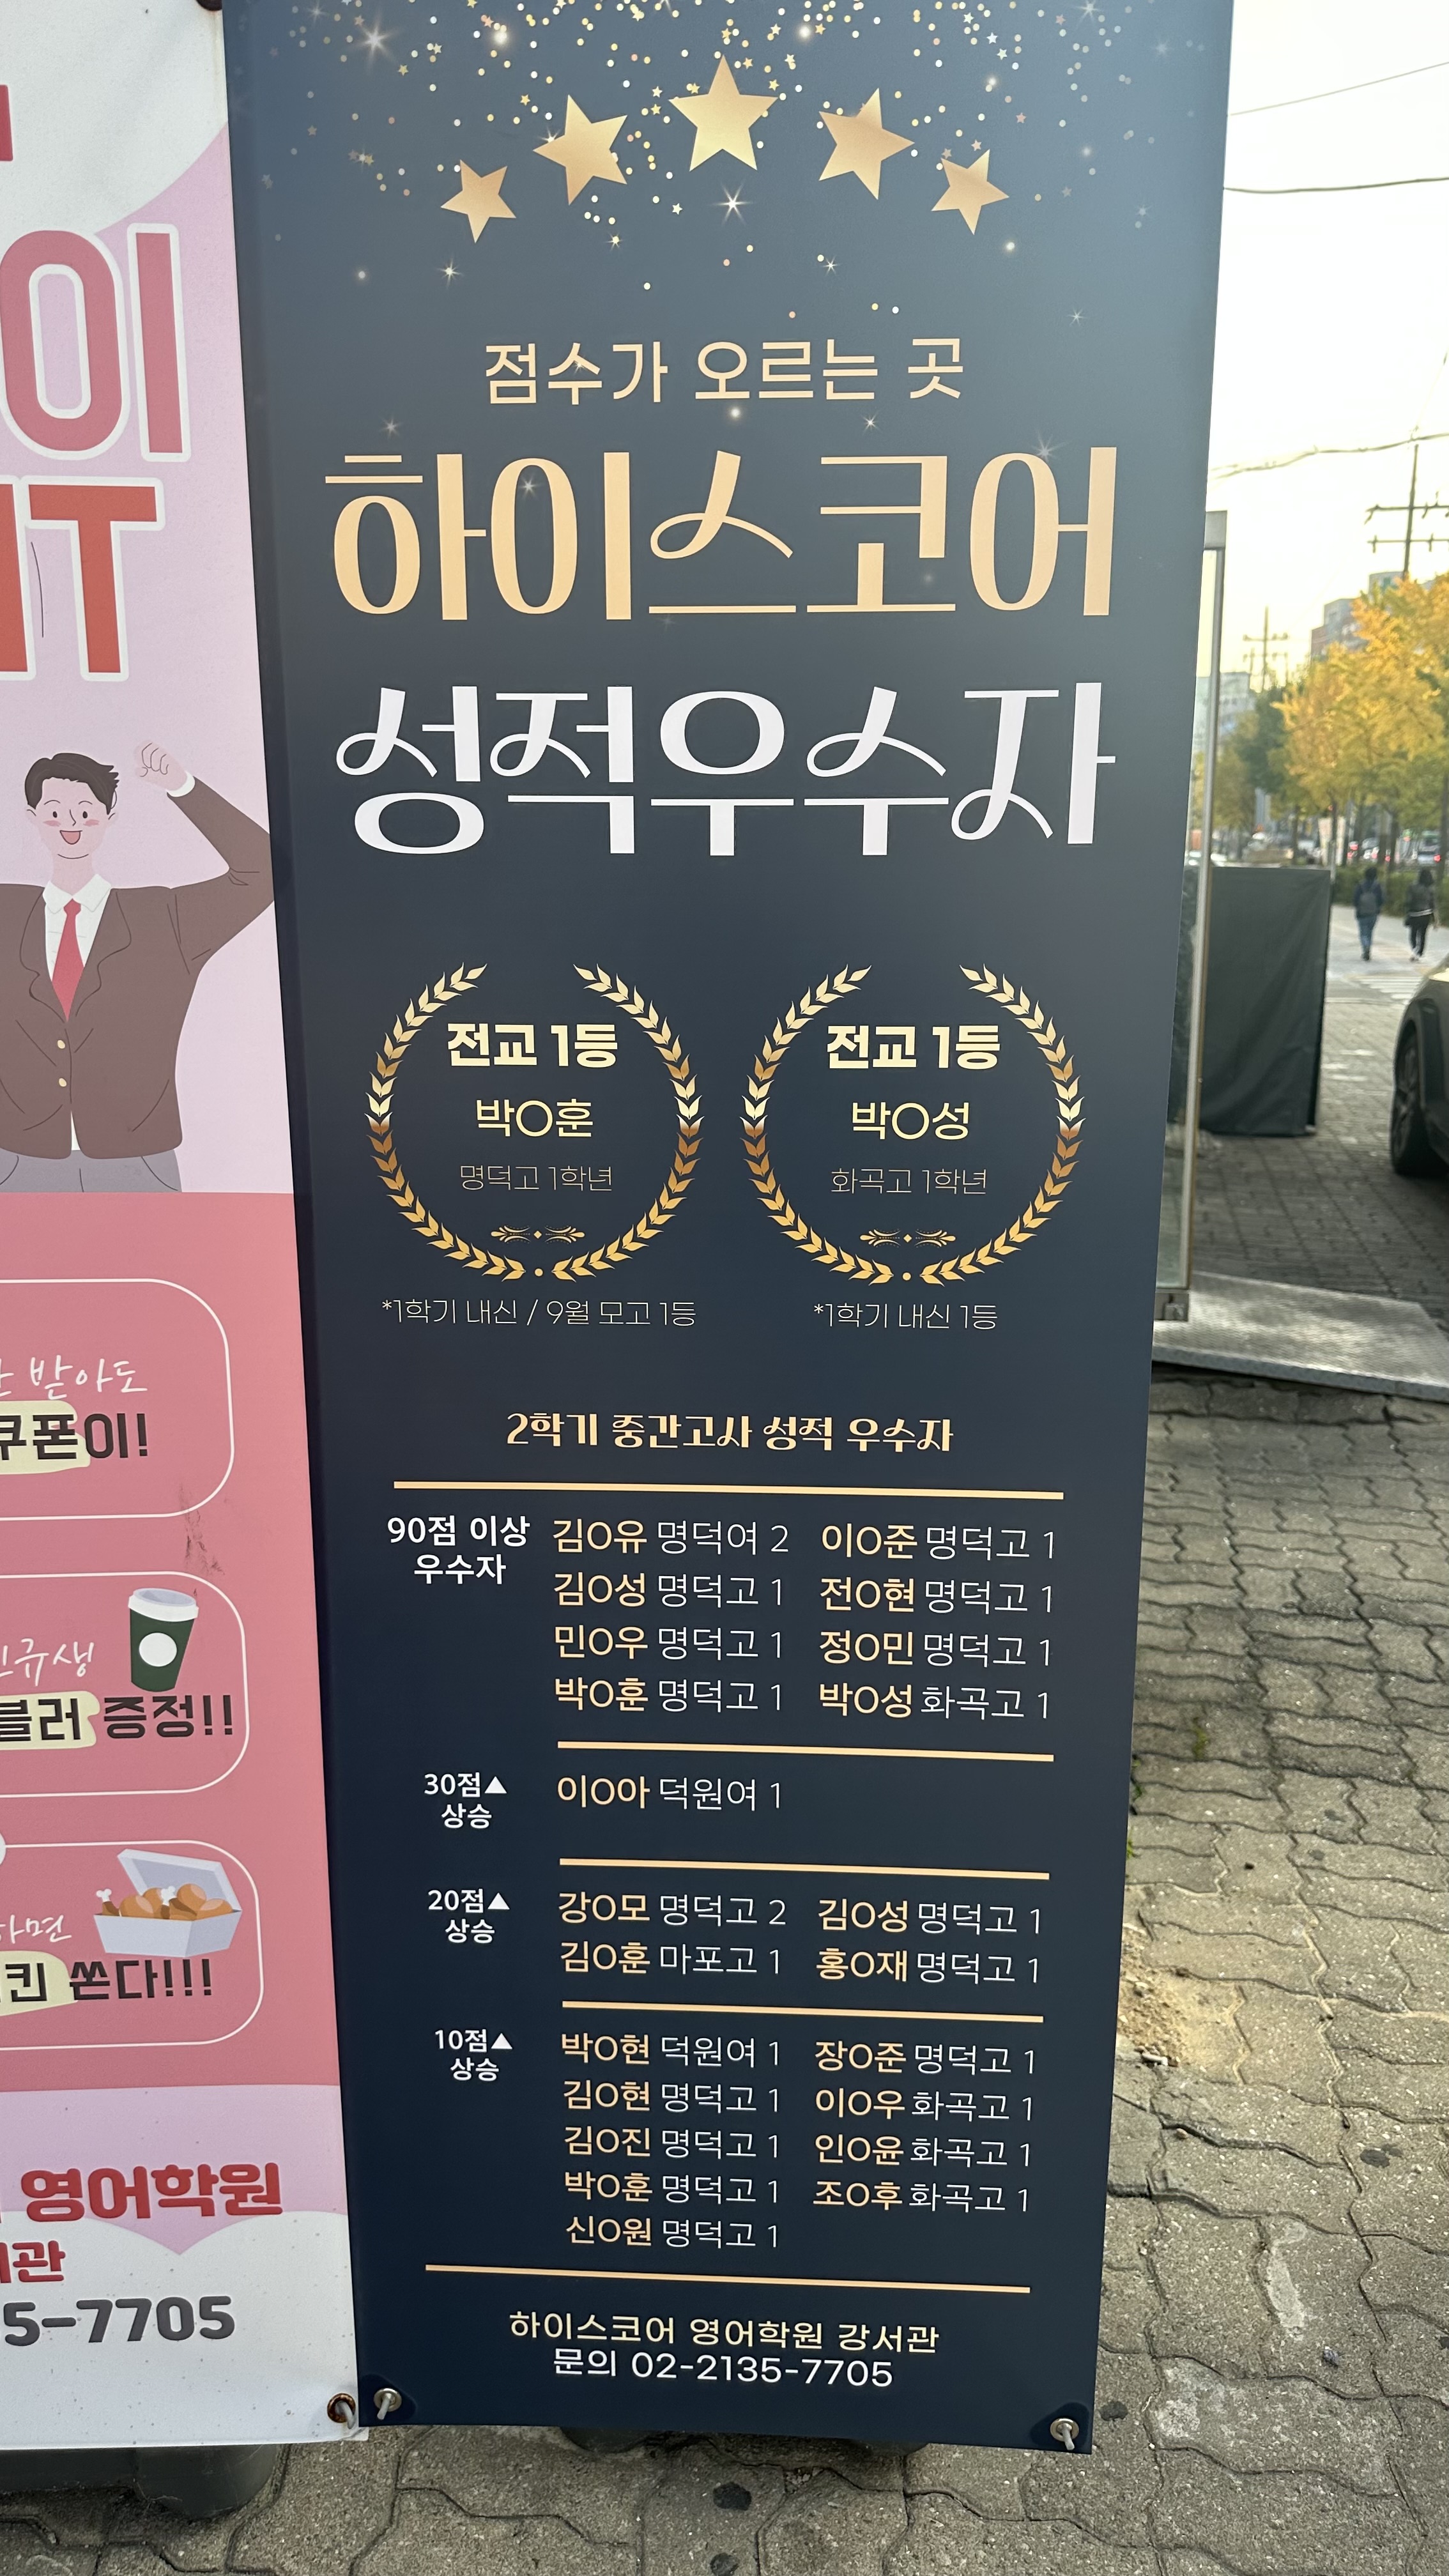 점수가 오르는 곳
하이스코어
성적우수자
전교 1등
박O훈
명덕고 1학년
*1학기 내신 / 9월 모고 1등
전교 1등
박O성
화곡고 1학년
*1학기 내신 1등
2학기 중간고사 성적 우수자
90점 이상
우수자
김O유 명덕여 2 이O준 명덕고 1
김O성 명덕고 1 전O현 명덕고 1
민O우 명덕고 1 정O민 명덕고 1
박O훈 명덕고 1 박O성 화곡고 1
30점▲
상승
이O아 덕원여 1
20점▲
상승
강O모 명덕고 2 김O성 명덕고 1
김O훈 마포고 1 홍O재 명덕고 1
10점▲
상승
박O현 덕원여 1 장O준 명덕고 1
김O현 명덕고 1 이O우 화곡고 1
김O진 명덕고 1 인O윤 화곡고 1
박O훈 명덕고 1 조O후 화곡고 1
신O원 명덕고 1
하이스코어 영어학원 강서관
문의 02-2135-7705
받아도
쿠폰이!
증정!!
쏜다!!!
영어학원
5-7705